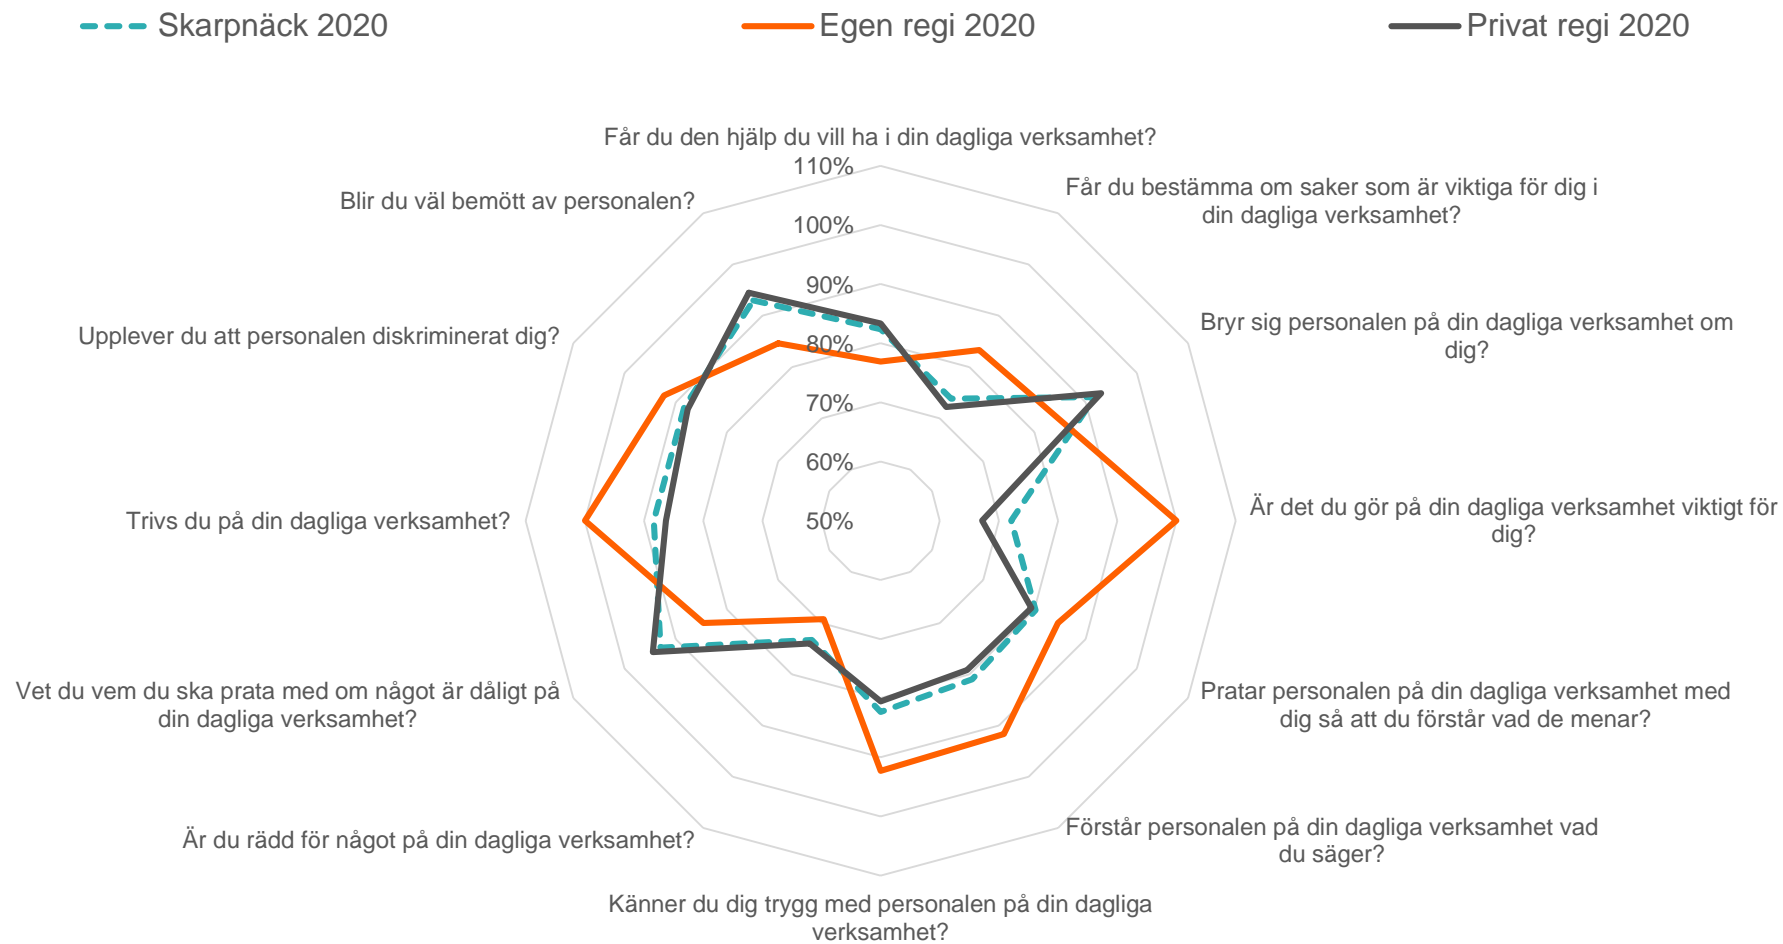 Skarpnäck 2020
Egen regi 2020
Privat regi 2020
Får du den hjälp du vill ha i din dagliga verksamhet?
Får du bestämma om saker som är viktiga för dig i
din dagliga verksamhet?
Bryr sig personalen på din dagliga verksamhet om
dig?
Är det du gör på din dagliga verksamhet viktigt för
dig?
Pratar personalen på din dagliga verksamhet med
dig så att du förstår vad de menar?
Förstår personalen på din dagliga verksamhet vad
du säger?
Känner du dig trygg med personalen på din dagliga
verksamhet?
Är du rädd för något på din dagliga verksamhet?
Vet du vem du ska prata med om något är dåligt på
din dagliga verksamhet?
Trivs du på din dagliga verksamhet?
Upplever du att personalen diskriminerat dig?
Blir du väl bemött av personalen?
110%
100%
90%
80%
70%
60%
50%